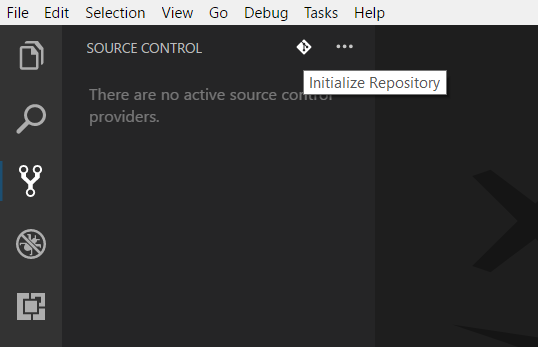 File Edit Selection View Go Debug Tasks Help
SOURCE CONTROL
Initialize Repository
There are no active source control
providers.